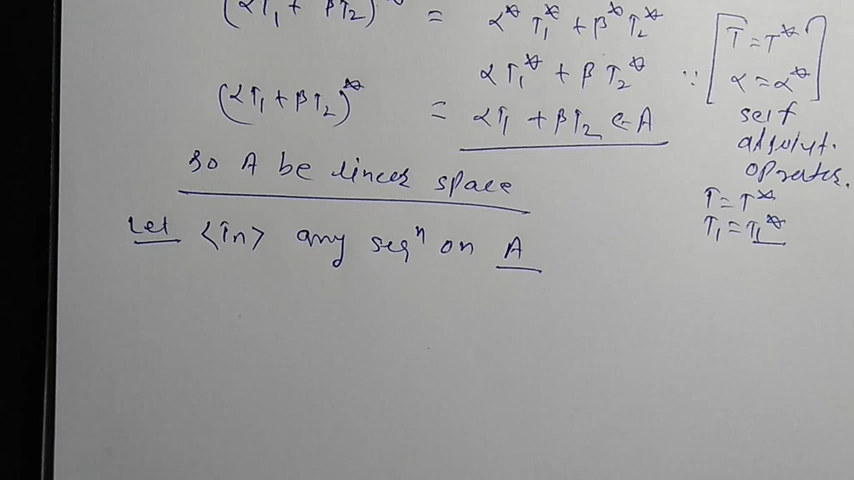 (αT₁ + βT₂)* = α* T₁* + β* T₂*
αT₁* + βT₂*
(αT₁ + βT₂)* = αT₁ + βT₂ ∈ A
∵ [T = T*
α = α*]
self
adjoint.
operator.
T = T*
T₁ = T₁*
so A be linear space
Let <Tn> any seqⁿ on A